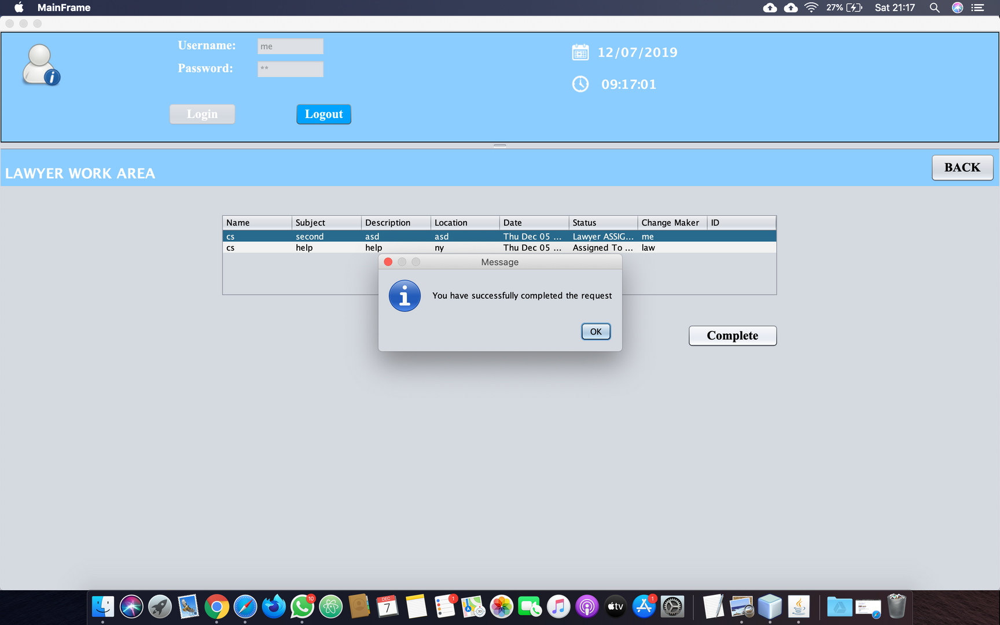 MainFrame
27%
Sat 21:17
Username:
me
12/07/2019
Password:
**
09:17:01
Login
Logout
LAWYER WORK AREA
BACK
Name Subject Description Location Date Status Change Maker ID
cs second asd asd Thu Dec 05 ... Lawyer ASSIG... me
cs help help ny Thu Dec 05 ... Assigned To ... law
Message
You have successfully completed the request
OK
Complete
10
DEC
7
1
30
tv
1